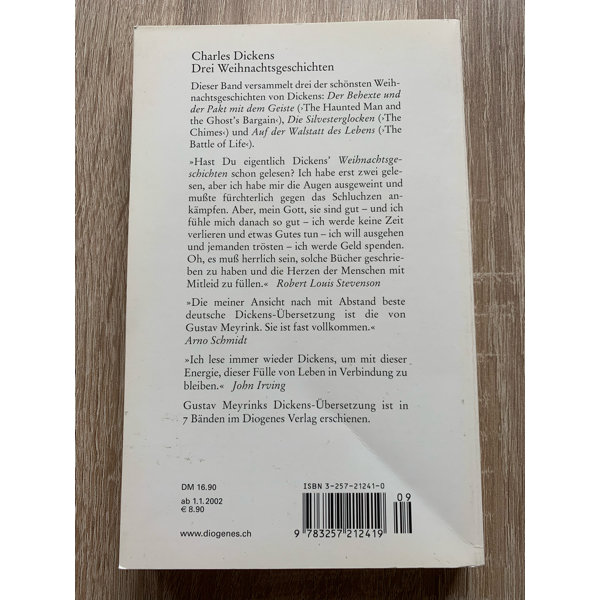 Charles Dickens
Drei Weihnachtsgeschichten
Dieser Band versammelt drei der schönsten Weih-
nachtsgeschichten von Dickens: Der Behexte und
der Pakt mit dem Geiste (›The Haunted Man and
the Ghost's Bargain‹), Die Silvesterglocken (›The
Chimes‹) und Auf der Walstatt des Lebens (›The
Battle of Life‹).
»Hast Du eigentlich Dickens' Weihnachtsge-
schichten schon gelesen? Ich habe erst zwei gele-
sen, aber ich habe mir die Augen ausgeweint und
mußte fürchterlich gegen das Schluchzen an-
kämpfen. Aber, mein Gott, sie sind gut – und ich
fühle mich danach so gut – ich werde keine Zeit
verlieren und etwas Gutes tun – ich will ausgehen
und jemanden trösten – ich werde Geld spenden.
Oh, es muß herrlich sein, solche Bücher geschrie-
ben zu haben und die Herzen der Menschen mit
Mitleid zu füllen.« Robert Louis Stevenson
»Die meiner Ansicht nach mit Abstand beste
deutsche Dickens-Übersetzung ist die von
Gustav Meyrink. Sie ist fast vollkommen.«
Arno Schmidt
»Ich lese immer wieder Dickens, um mit dieser
Energie, dieser Fülle von Leben in Verbindung zu
bleiben.« John Irving
Gustav Meyrinks Dickens-Übersetzung ist in
7 Bänden im Diogenes Verlag erschienen.
DM 16.90
ab 1.1.2002
€ 8.90
www.diogenes.ch
ISBN 3-257-21241-0
09
9 783257 212419